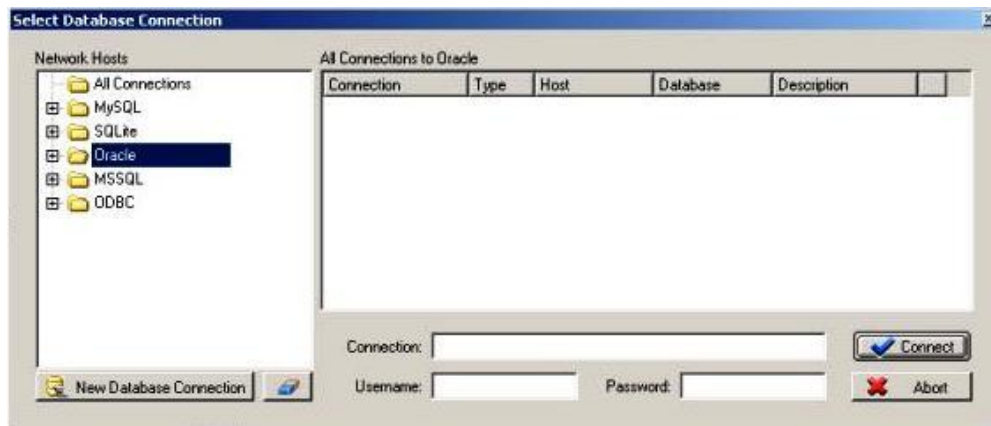 Select Database Connection
Network Hosts
All Connections to Oracle
All Connections
MySQL
SQLite
Oracle
MSSQL
ODBC
Connection Type Host Database Description
Connection:
Connect
New Database Connection
Username:
Password:
Abort